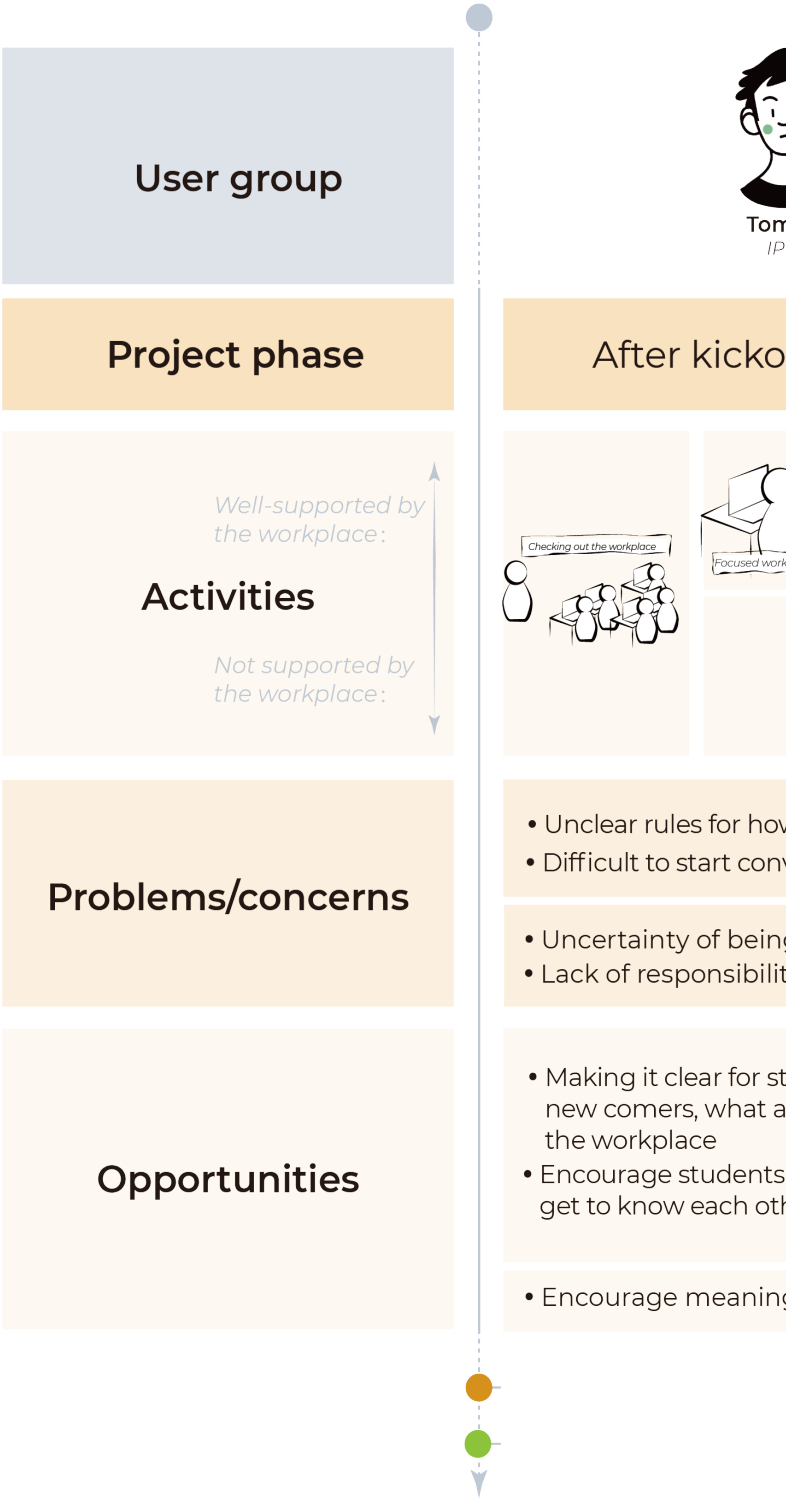 User group
Tom
IP
Project phase
After kicko
Well-supported by
the workplace:
Activities
Not supported by
the workplace:
Checking out the workplace
Focused work
Problems/concerns
• Unclear rules for how
• Difficult to start conv
• Uncertainty of being
• Lack of responsibilit
Opportunities
• Making it clear for st
new comers, what a
the workplace
• Encourage students
get to know each oth
• Encourage meaning